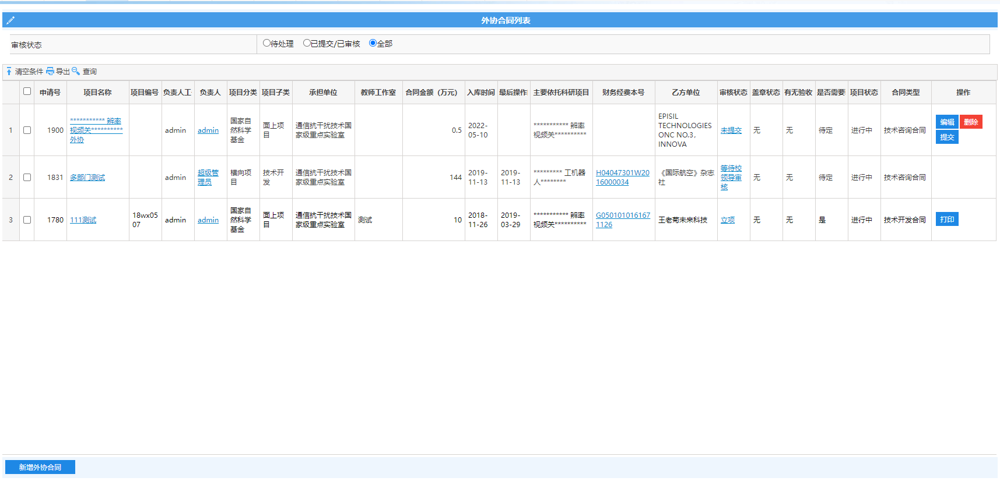 外协合同列表
审核状态
待处理 已提交/已审核 全部
清空条件 导出 查询
申请号 项目名称 项目编号 负责人工 负责人 项目分类 项目子类 承担单位 教师工作室 合同金额（万元） 入库时间 最后操作 主要依托科研项目 财务经费本号 乙方单位 审核状态 盖章状态 有无验收 是否需要 项目状态 合同类型 操作
1
1900
*********** 辨率
视频关**********
外协
admin
admin
国家自
然科学
基金
面上项
目
通信抗干扰技术国
家级重点实验室
0.5
2022-
05-10
*********** 辨率
视频关**********
EPISIL
TECHNOLOGIES
ONC NO.3,
INNOVA
未提交
无
无
待定
进行中
技术咨询合同
编辑 删除
提交
2
1831
多部门测试
admin
超级管
理员
横向项
目
技术开
发
通信抗干扰技术国
家级重点实验室
144
2019-
11-13
2019-
11-13
********* 工机器
人********
H04047301W20
16000034
《国际航空》杂志
社
等待校
领导审
核
无
无
待定
进行中
技术咨询合同
3
1780
111测试
18wx05
07
admin
admin
国家自
然科学
基金
面上项
目
通信抗干扰技术国
家级重点实验室
测试
10
2018-
11-26
2019-
03-29
*********** 辨率
视频关**********
G050101016167
1126
王老菊未来科技
立项
无
无
是
进行中
技术开发合同
打印
新增外协合同